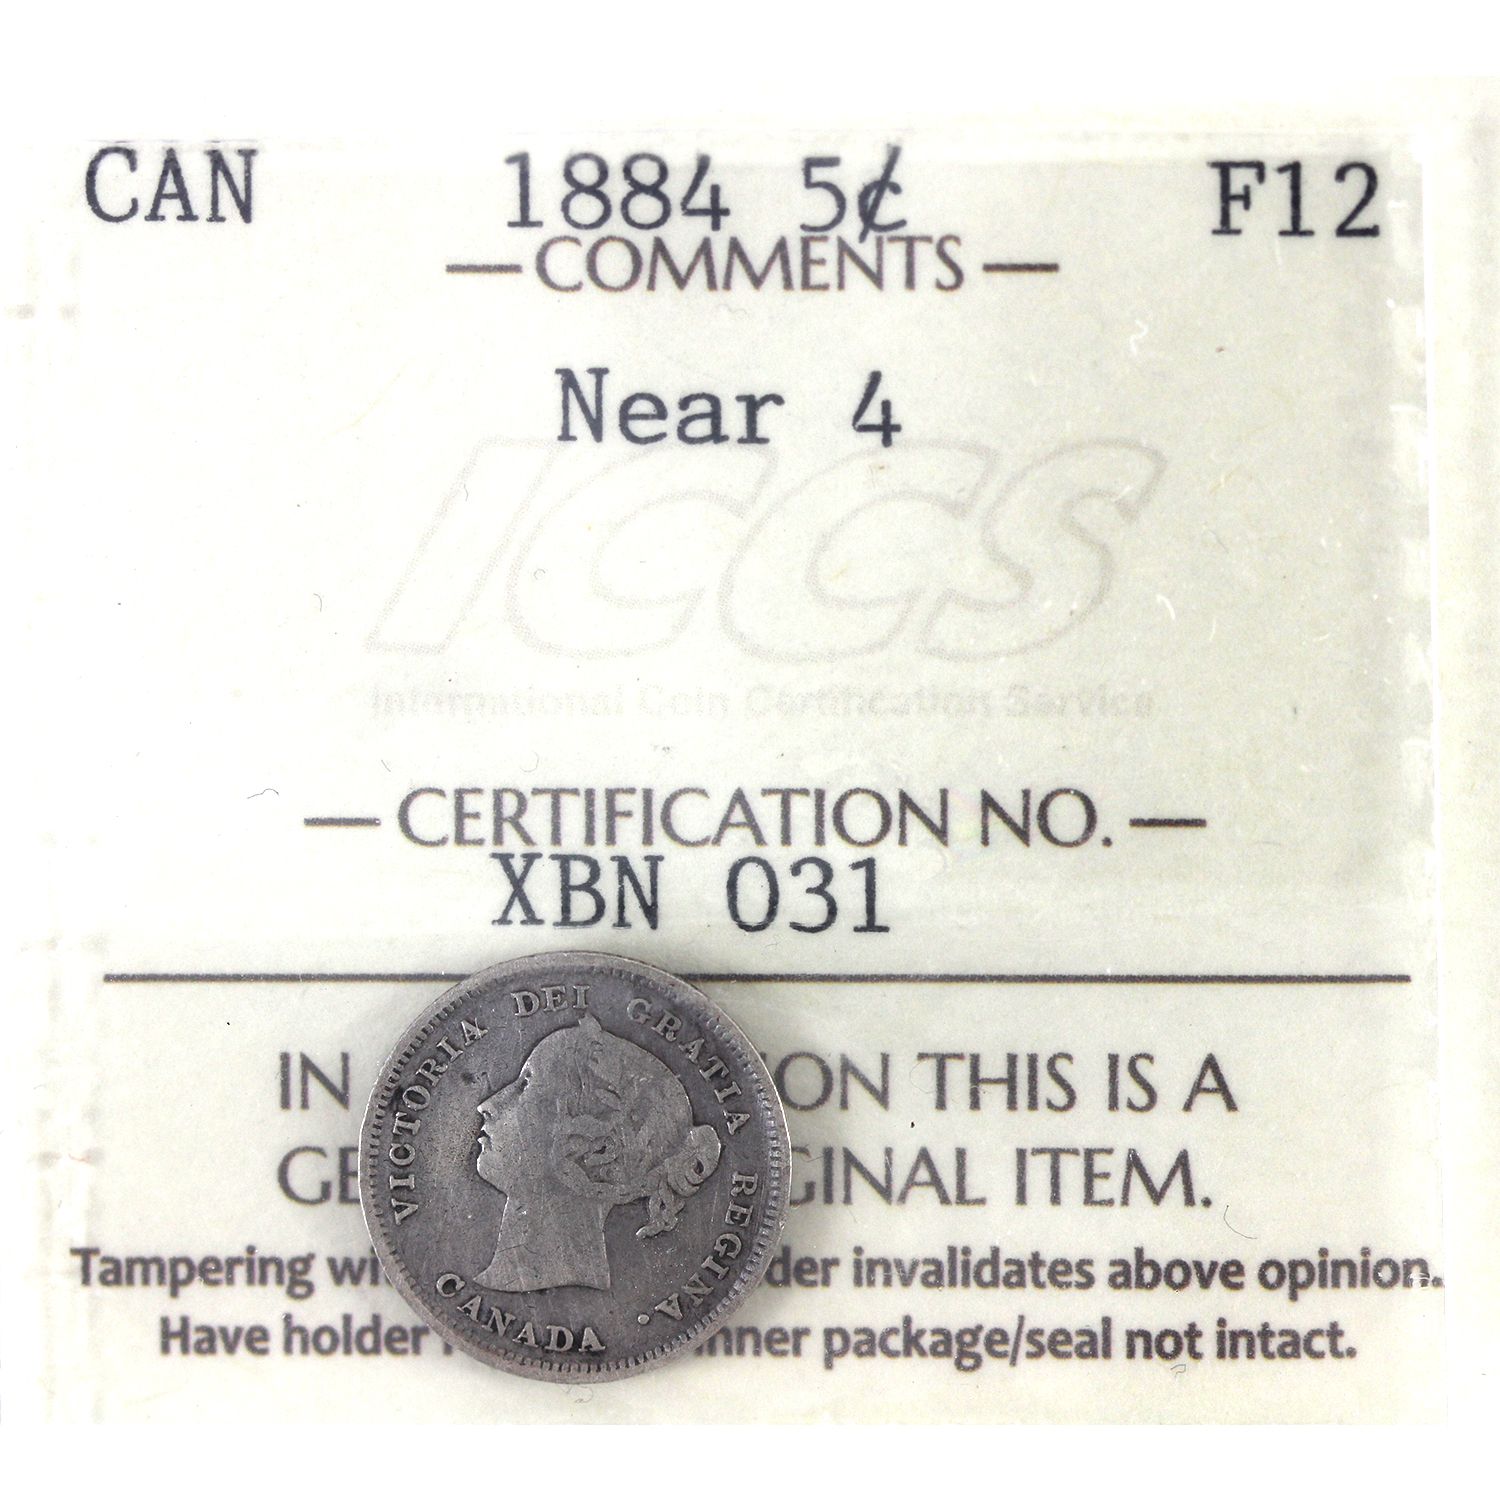 CAN 1884 5¢ F12
COMMENTS
Near 4
ICCS
International Coin Certification Service
CERTIFICATION NO.
XBN 031
VICTORIA DEI GRATIA REGINA.
CANADA
IN ON THIS IS A
GE GINAL ITEM.
Tampering wi der invalidates above opinion.
Have holder nner package/seal not intact.